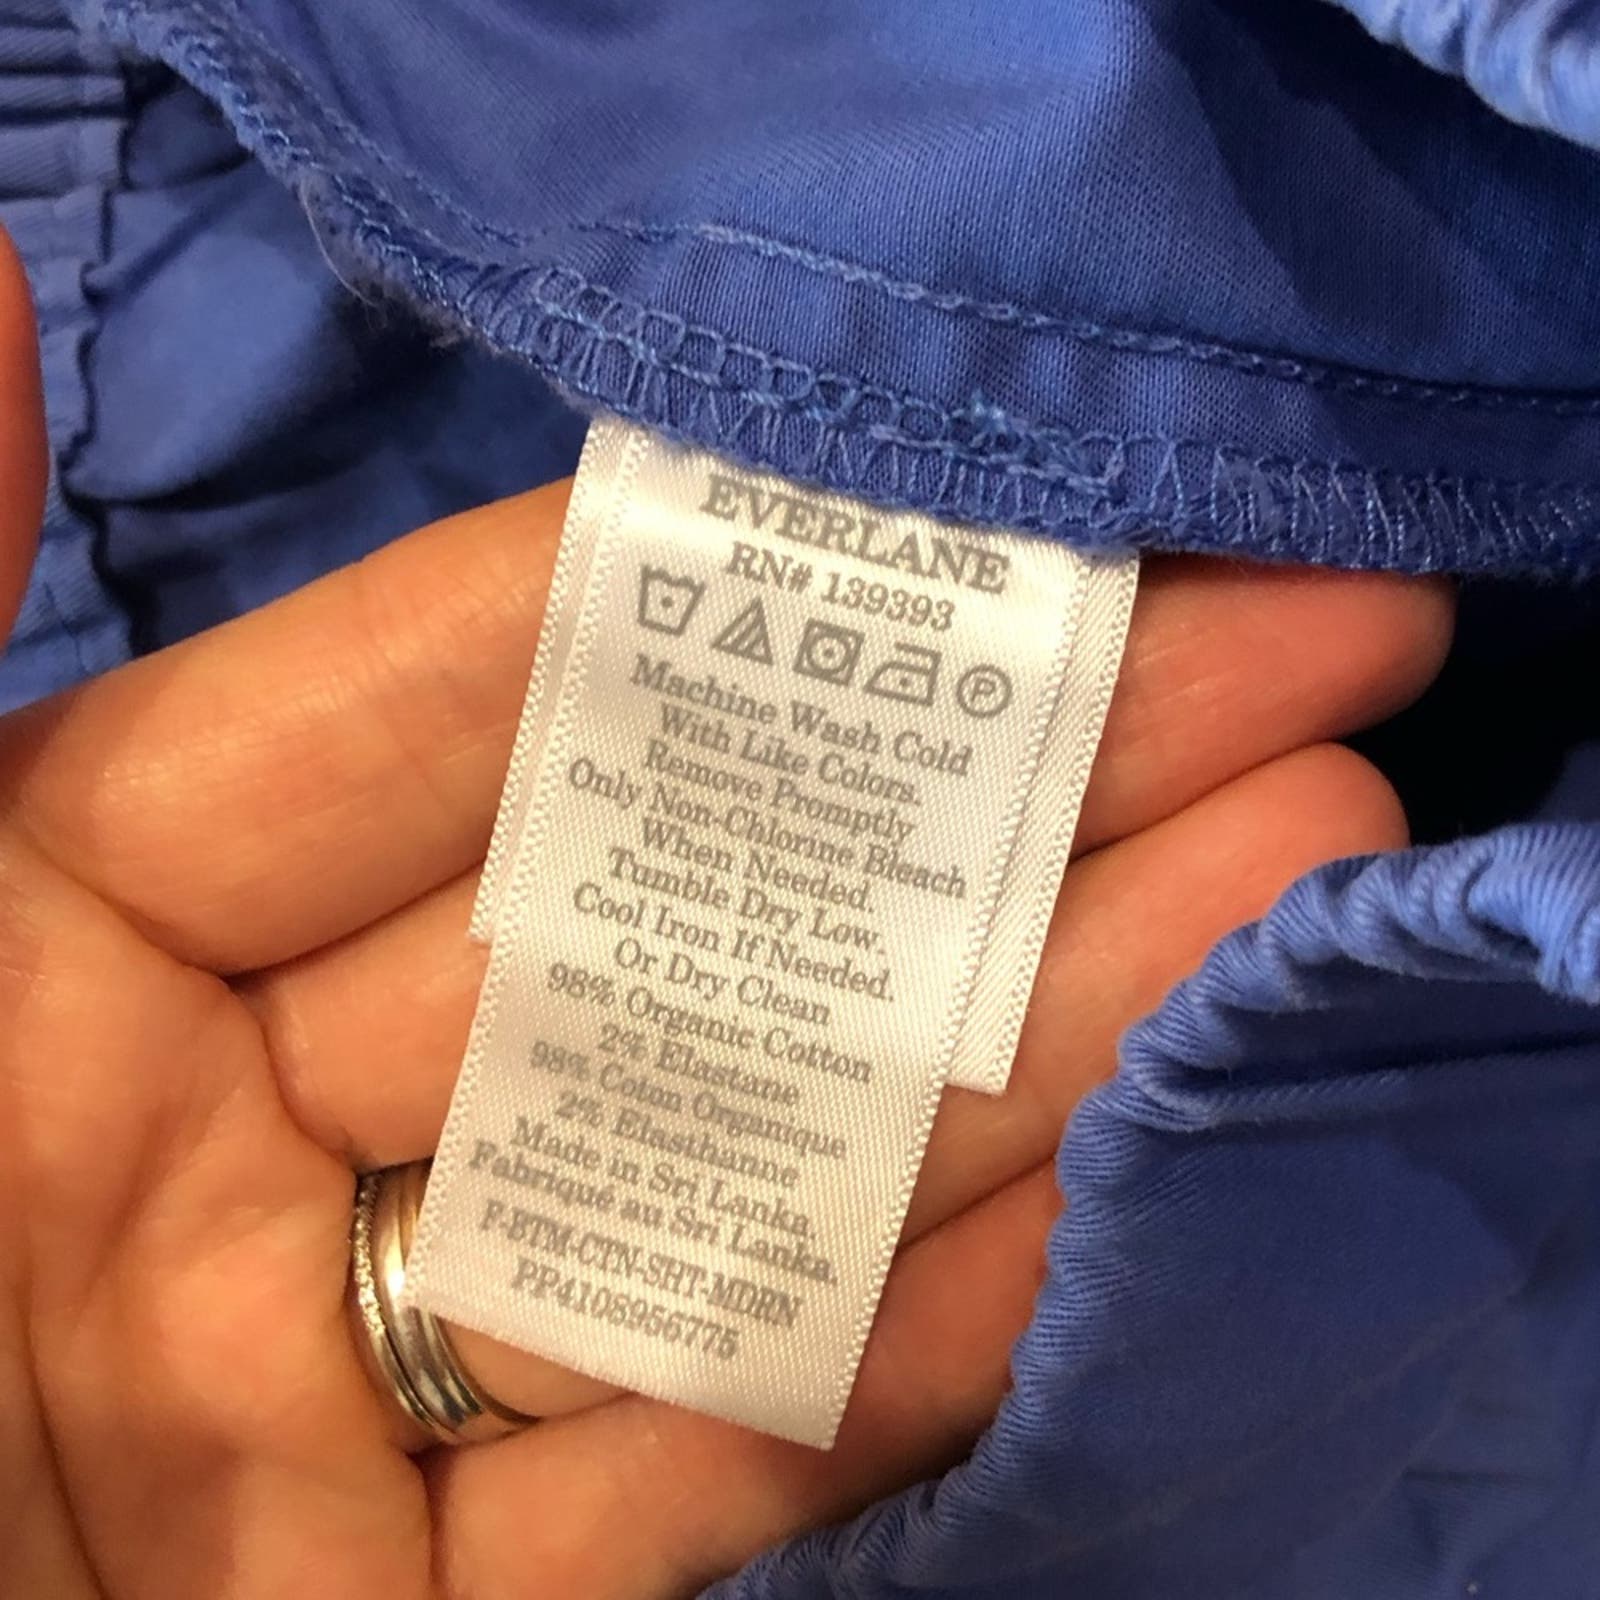 EVERLANE
RN# 139393
P
Machine Wash Cold
With Like Colors.
Remove Promptly
Only Non-Chlorine Bleach
When Needed.
Tumble Dry Low.
Cool Iron If Needed.
Or Dry Clean
98% Organic Cotton
2% Elastane
98% Coton Organique
2% Elasthanne
Made in Sri Lanka
Fabriqué au Sri Lanka.
F-BTM-CTN-SHT-MDRN
PP4108956775